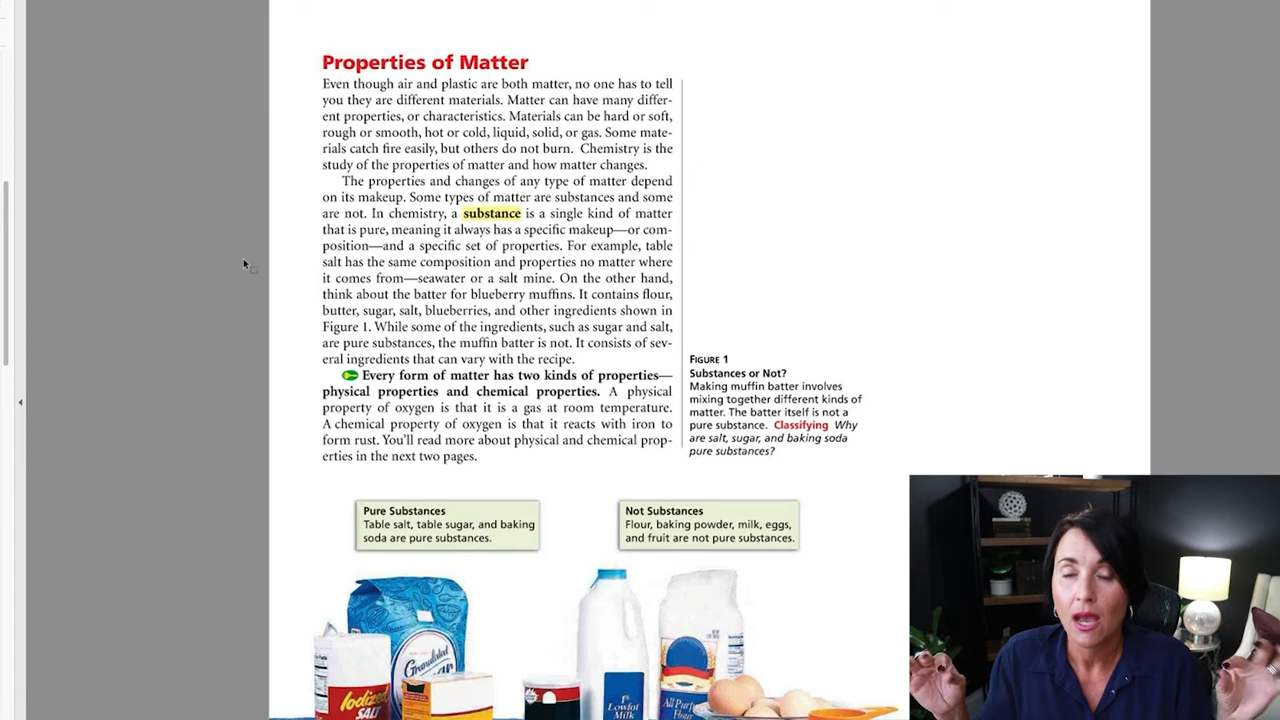 Properties of Matter
Even though air and plastic are both matter, no one has to tell
you they are different materials. Matter can have many differ-
ent properties, or characteristics. Materials can be hard or soft,
rough or smooth, hot or cold, liquid, solid, or gas. Some mate-
rials catch fire easily, but others do not burn. Chemistry is the
study of the properties of matter and how matter changes.
The properties and changes of any type of matter depend
on its makeup. Some types of matter are substances and some
are not. In chemistry, a substance is a single kind of matter
that is pure, meaning it always has a specific makeup—or com-
position—and a specific set of properties. For example, table
salt has the same composition and properties no matter where
it comes from—seawater or a salt mine. On the other hand,
think about the batter for blueberry muffins. It contains flour,
butter, sugar, salt, blueberries, and other ingredients shown in
Figure 1. While some of the ingredients, such as sugar and salt,
are pure substances, the muffin batter is not. It consists of sev-
eral ingredients that can vary with the recipe.
Every form of matter has two kinds of properties—
physical properties and chemical properties. A physical
property of oxygen is that it is a gas at room temperature.
A chemical property of oxygen is that it reacts with iron to
form rust. You'll read more about physical and chemical prop-
erties in the next two pages.
FIGURE 1
Substances or Not?
Making muffin batter involves
mixing together different kinds of
matter. The batter itself is not a
pure substance. Classifying Why
are salt, sugar, and baking soda
pure substances?
Pure Substances
Table salt, table sugar, and baking
soda are pure substances.
Not Substances
Flour, baking powder, milk, eggs,
and fruit are not pure substances.
Iodized
SALT
Granulated
1%
Lowfat
Milk
All Purp
Flour